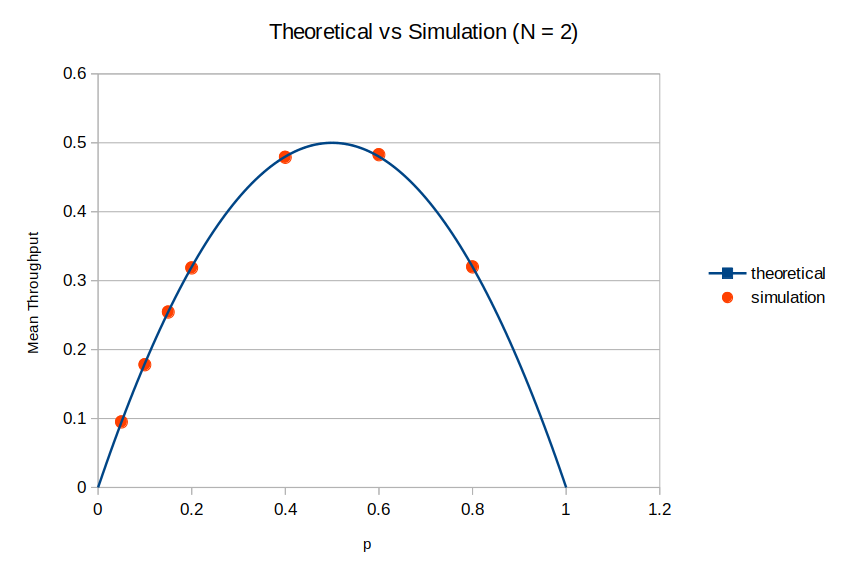 Theoretical vs Simulation (N = 2)
0.6
0.5
0.4
0.3
0.2
0.1
0
Mean Throughput
0 0.2 0.4 0.6 0.8 1 1.2
p
theoretical
simulation